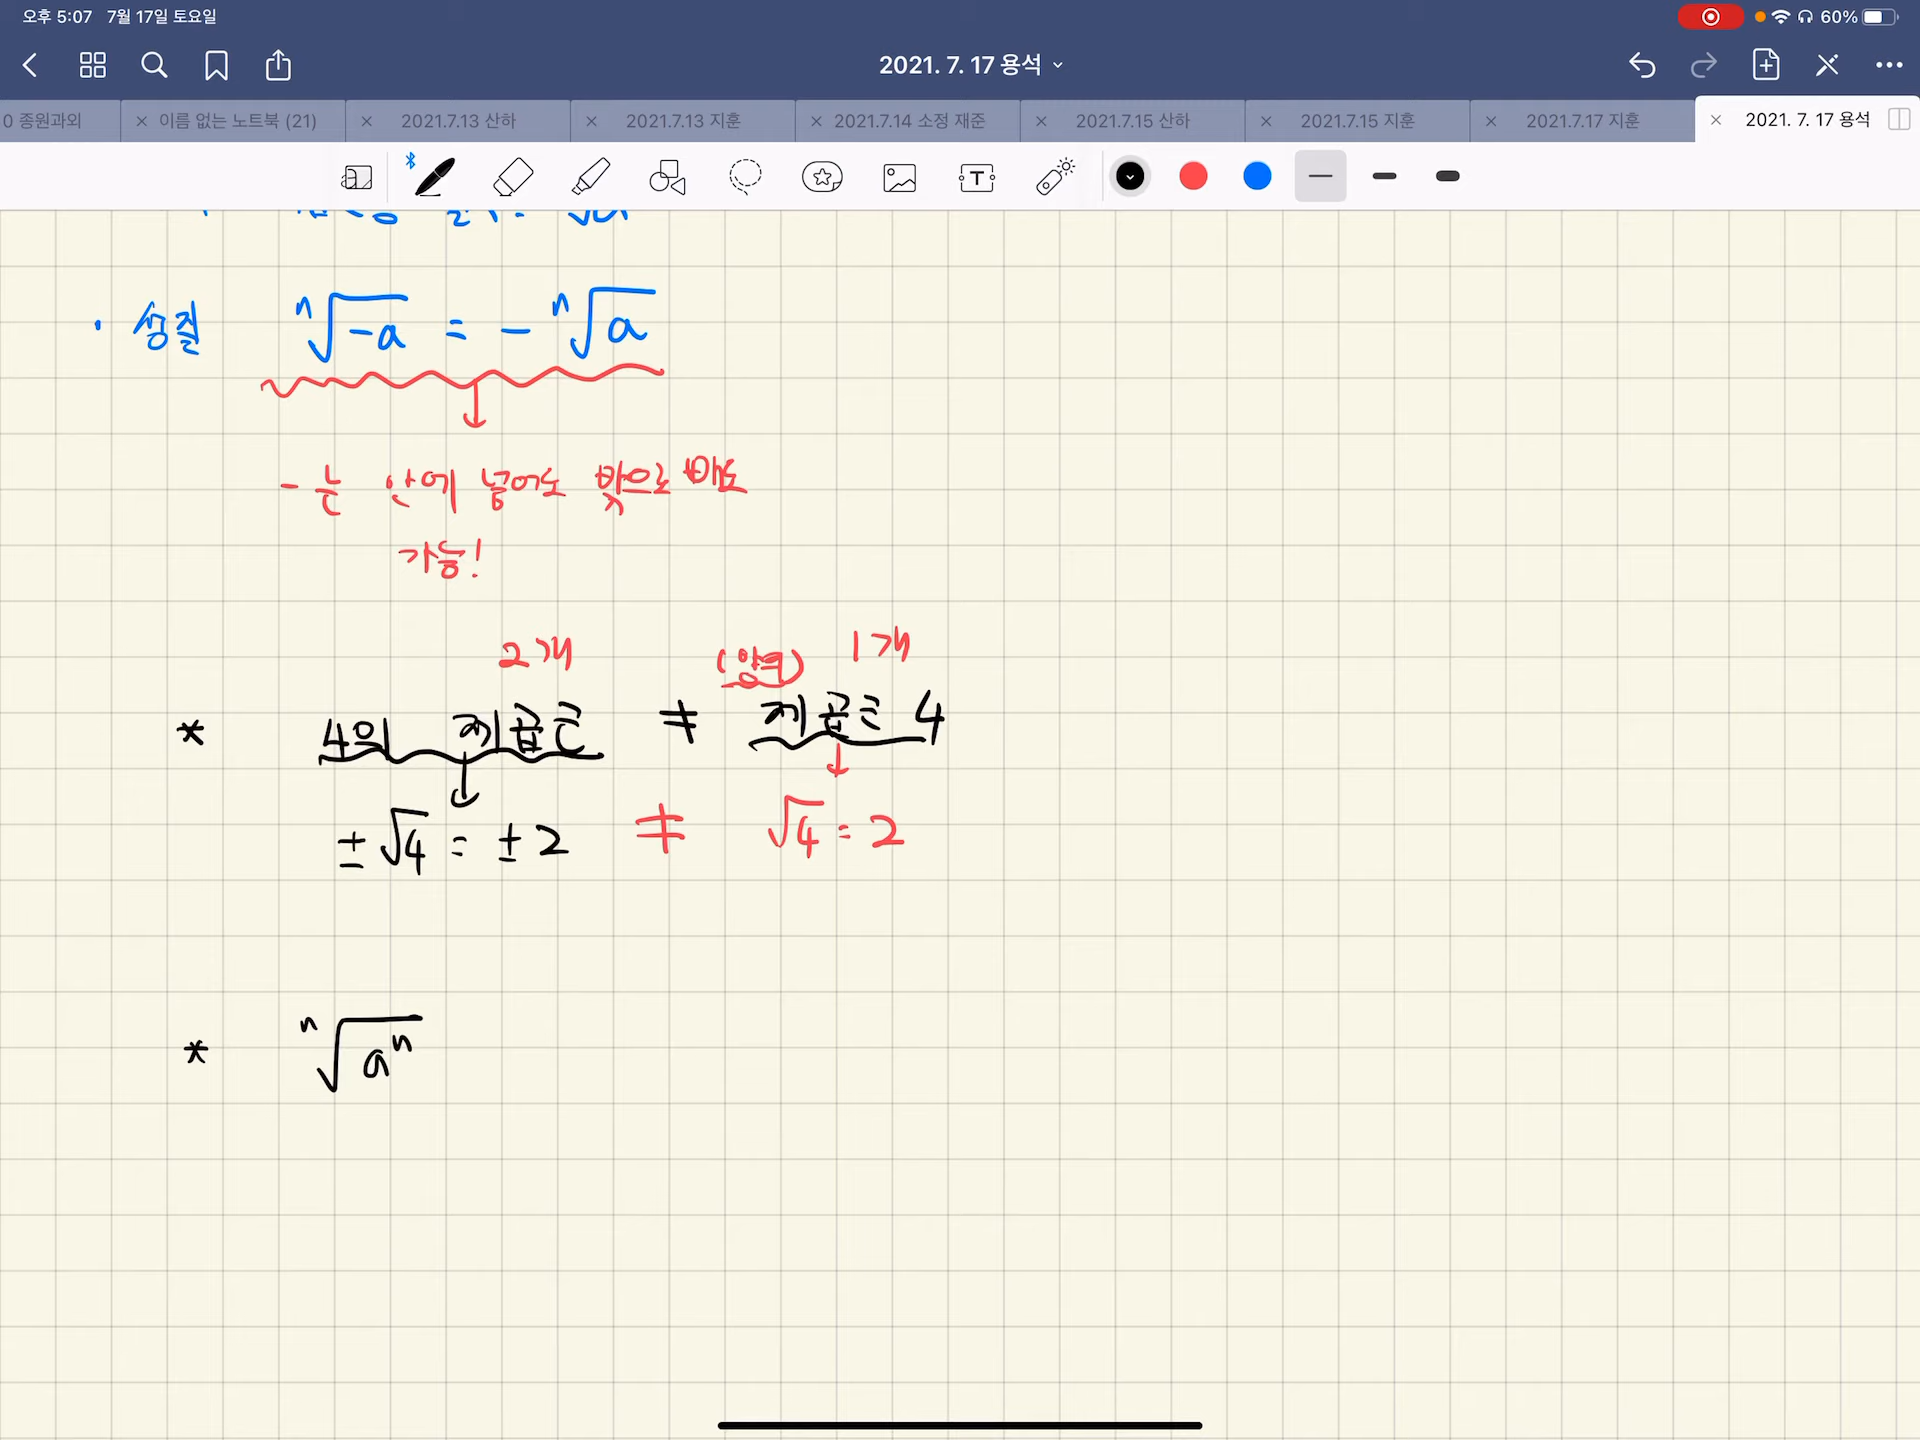 오후 5:07 7월 17일 토요일
60%
2021. 7. 17 용석
0 종원과외
이름 없는 노트북 (21)
2021.7.13 산하
2021.7.13 지훈
2021.7.14 소정 재준
2021.7.15 산하
2021.7.15 지훈
2021.7.17 지훈
2021. 7. 17 용석
· 성질 ⁿ√-a = - ⁿ√a
- 는 안에 넣어도 밖으로 빼도
가능!
2개 (양의) 1개
* 4의 제곱근 ≠ 제곱근 4
±√4 = ±2 ≠ √4 = 2
* ⁿ√aⁿ